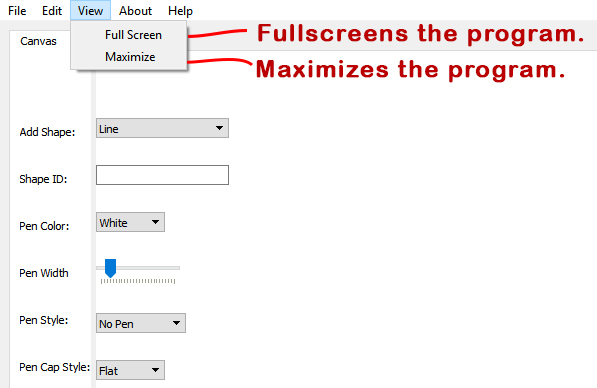 File Edit View About Help
Full Screen Fullscreens the program.
Canvas
Maximize Maximizes the program.
Add Shape: Line
Shape ID:
Pen Color: White
Pen Width
Pen Style: No Pen
Pen Cap Style: Flat